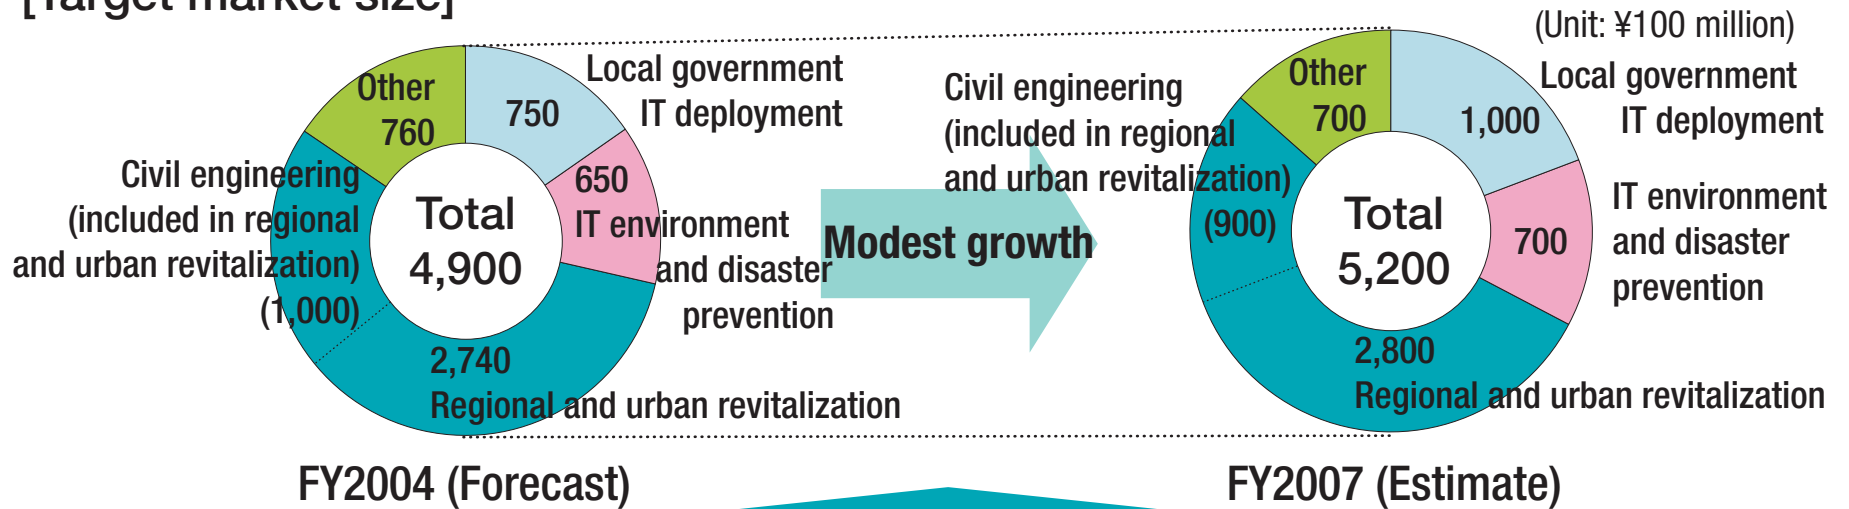 [Target market size]
(Unit: ¥100 million)
Other
760
750
Local government
IT deployment
650
IT environment
and disaster
prevention
Civil engineering
(included in regional
and urban revitalization)
(1,000)
Total
4,900
2,740
Regional and urban revitalization
FY2004 (Forecast)
Modest growth
Civil engineering
(included in regional
and urban revitalization)
(900)
Other
700
1,000
Local government
IT deployment
Total
5,200
700
IT environment
and disaster
prevention
2,800
Regional and urban revitalization
FY2007 (Estimate)